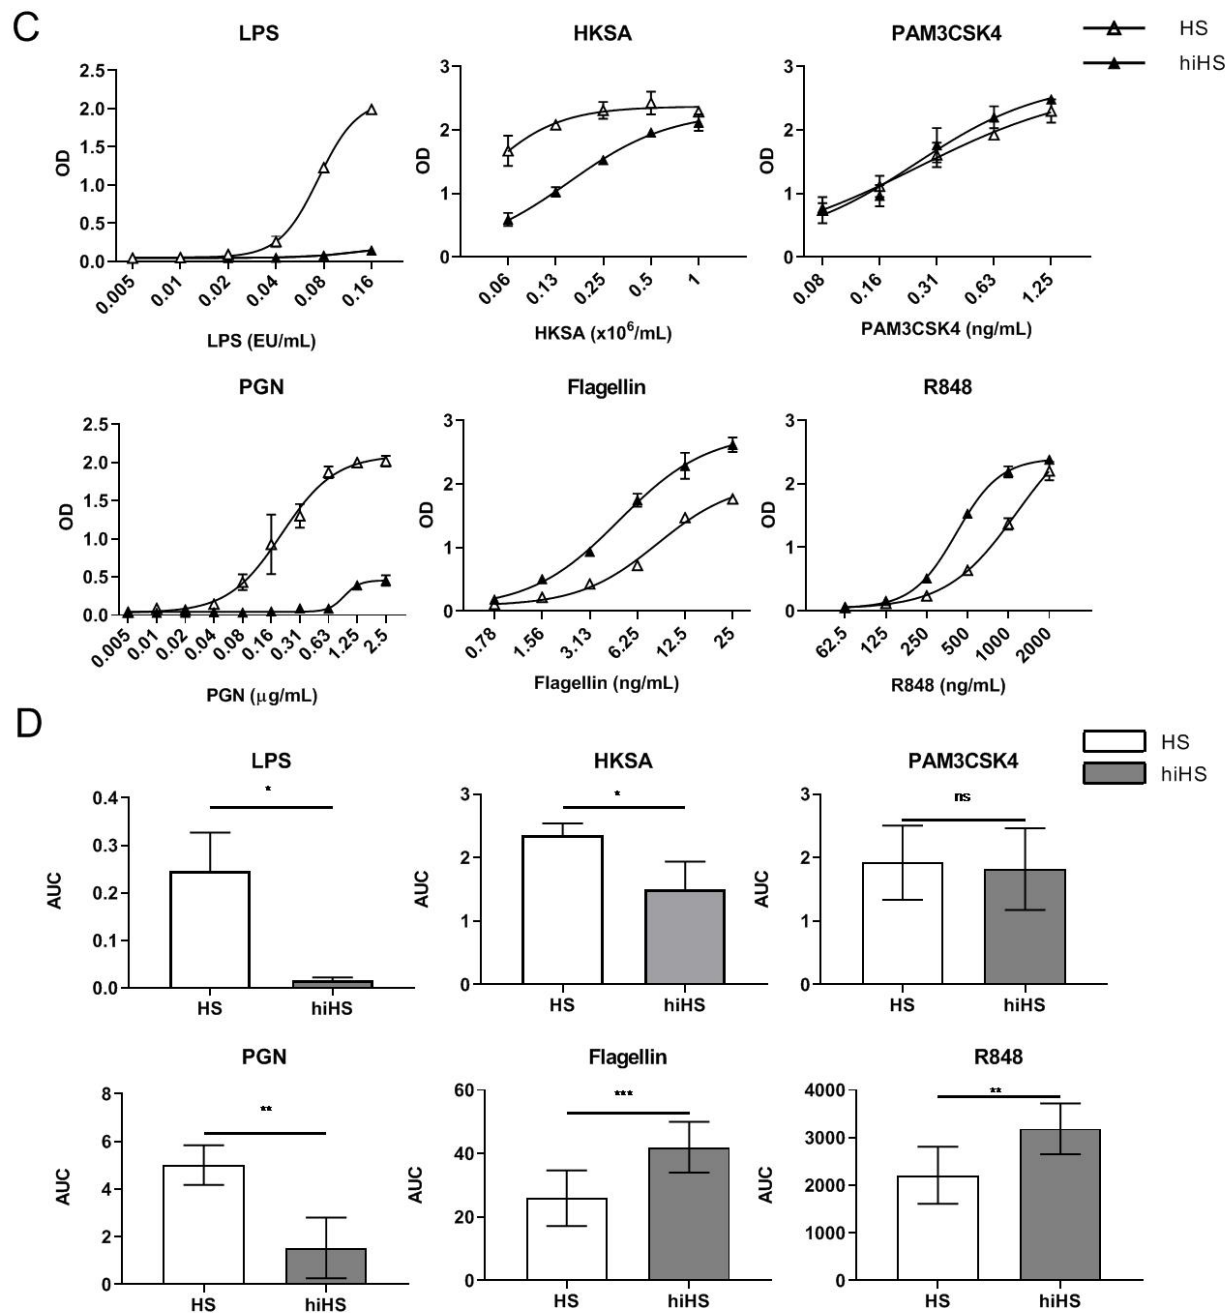 C
LPS
HKSA
PAM3CSK4
HS
hiHS
OD
2.5
2.0
1.5
1.0
0.5
0.0
0.005
0.01
0.02
0.04
0.08
0.16
LPS (EU/mL)
OD
3
2
1
0
0.06
0.13
0.25
0.5
1
HKSA (x10⁶/mL)
OD
3
2
1
0
0.08
0.16
0.31
0.63
1.25
PAM3CSK4 (ng/mL)
PGN
Flagellin
R848
OD
2.5
2.0
1.5
1.0
0.5
0.0
0.005
0.01
0.02
0.04
0.08
0.16
0.31
0.63
1.25
2.5
PGN (μg/mL)
OD
3
2
1
0
0.78
1.56
3.13
6.25
12.5
25
Flagellin (ng/mL)
OD
3
2
1
0
62.5
125
250
500
1000
2000
R848 (ng/mL)
D
HS
hiHS
LPS
HKSA
PAM3CSK4
AUC
0.4
0.3
0.2
0.1
0.0
*
HS
hiHS
AUC
3
2
1
0
*
HS
hiHS
AUC
3
2
1
0
ns
HS
hiHS
PGN
Flagellin
R848
AUC
8
6
4
2
0
**
HS
hiHS
AUC
60
40
20
0
***
HS
hiHS
AUC
4000
3000
2000
1000
0
**
HS
hiHS